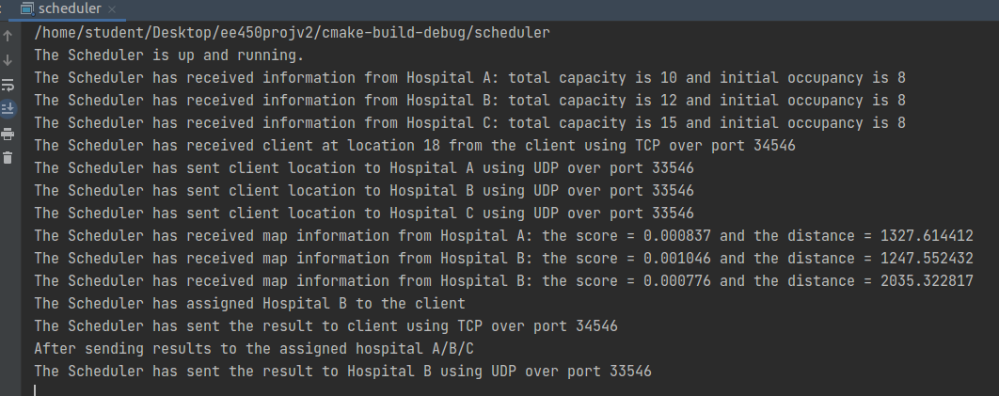 scheduler
/home/student/Desktop/ee450projv2/cmake-build-debug/scheduler
The Scheduler is up and running.
The Scheduler has received information from Hospital A: total capacity is 10 and initial occupancy is 8
The Scheduler has received information from Hospital B: total capacity is 12 and initial occupancy is 8
The Scheduler has received information from Hospital C: total capacity is 15 and initial occupancy is 8
The Scheduler has received client at location 18 from the client using TCP over port 34546
The Scheduler has sent client location to Hospital A using UDP over port 33546
The Scheduler has sent client location to Hospital B using UDP over port 33546
The Scheduler has sent client location to Hospital C using UDP over port 33546
The Scheduler has received map information from Hospital A: the score = 0.000837 and the distance = 1327.614412
The Scheduler has received map information from Hospital B: the score = 0.001046 and the distance = 1247.552432
The Scheduler has received map information from Hospital B: the score = 0.000776 and the distance = 2035.322817
The Scheduler has assigned Hospital B to the client
The Scheduler has sent the result to client using TCP over port 34546
After sending results to the assigned hospital A/B/C
The Scheduler has sent the result to Hospital B using UDP over port 33546